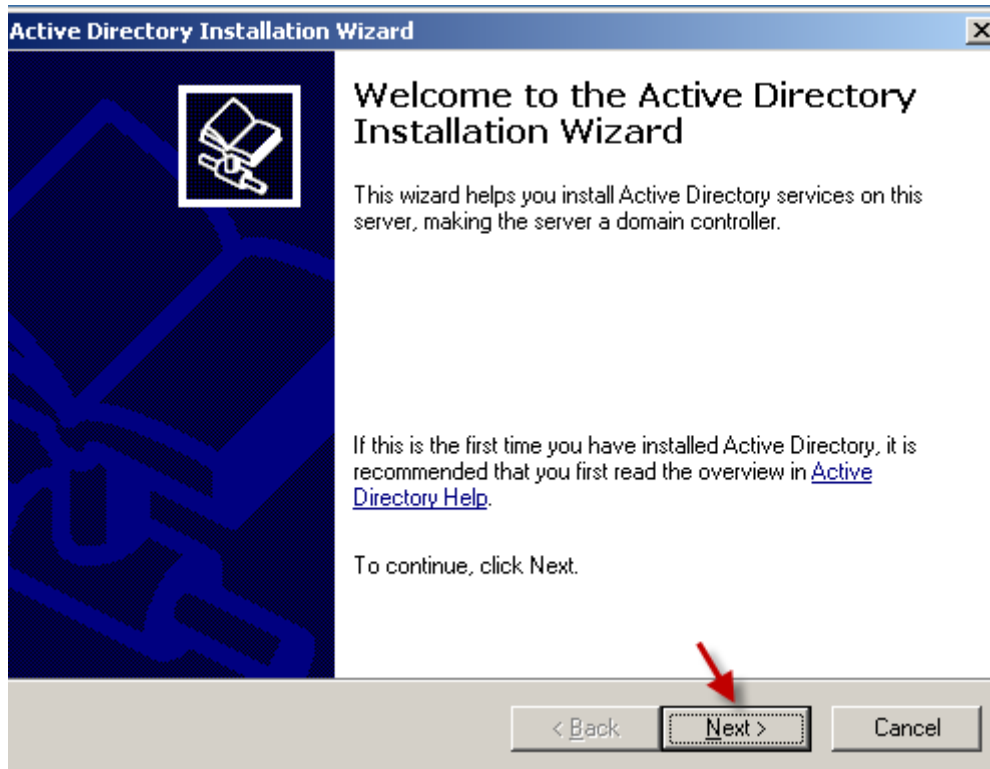 Active Directory Installation Wizard
Welcome to the Active Directory
Installation Wizard
This wizard helps you install Active Directory services on this
server, making the server a domain controller.
If this is the first time you have installed Active Directory, it is
recommended that you first read the overview in Active
Directory Help.
To continue, click Next.
< Back Next > Cancel